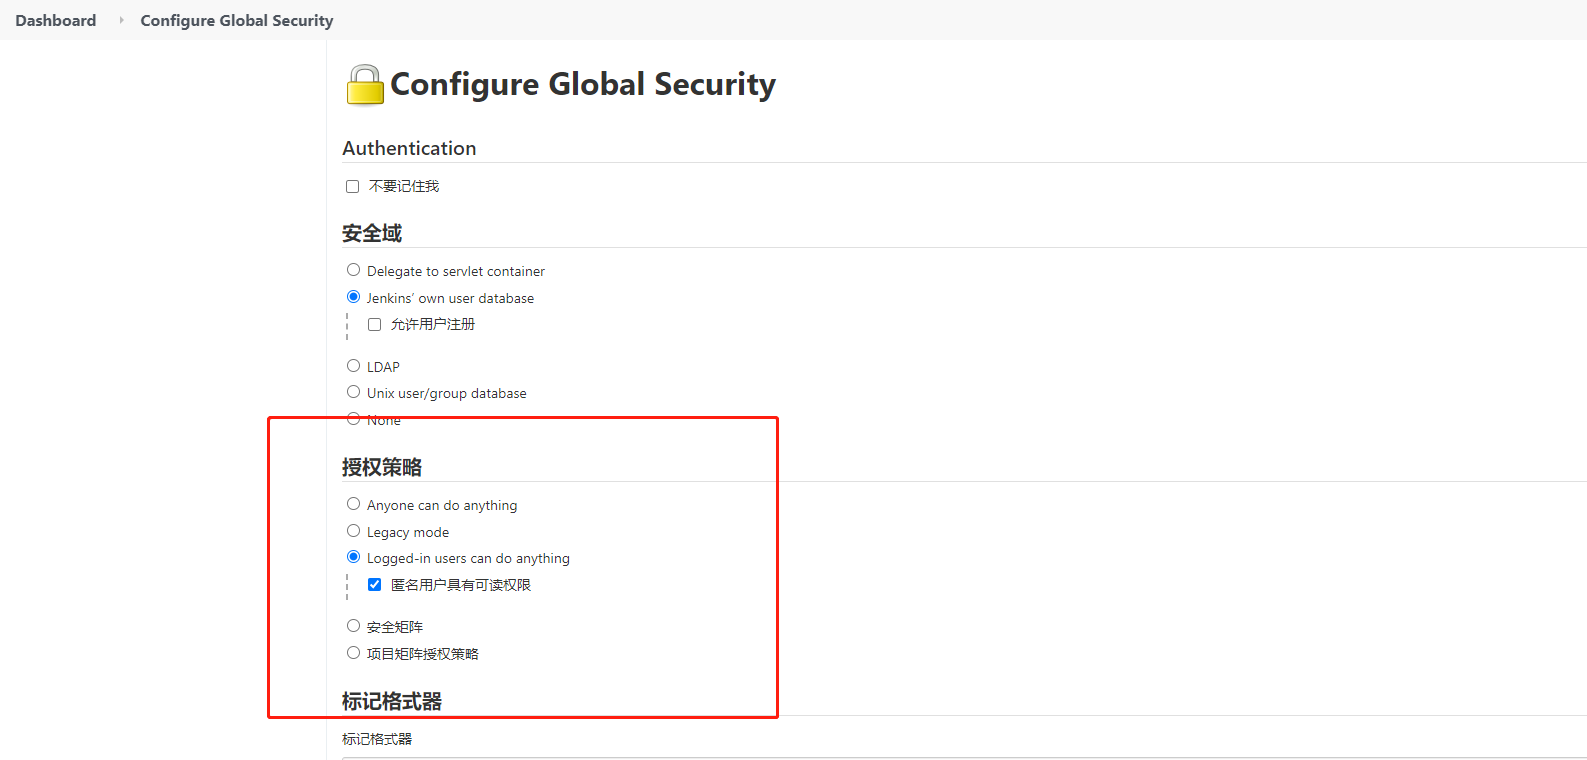 Dashboard Configure Global Security
Configure Global Security
Authentication
不要记住我
安全域
Delegate to servlet container
Jenkins’ own user database
允许用户注册
LDAP
Unix user/group database
None
授权策略
Anyone can do anything
Legacy mode
Logged-in users can do anything
匿名用户具有可读权限
安全矩阵
项目矩阵授权策略
标记格式器
标记格式器